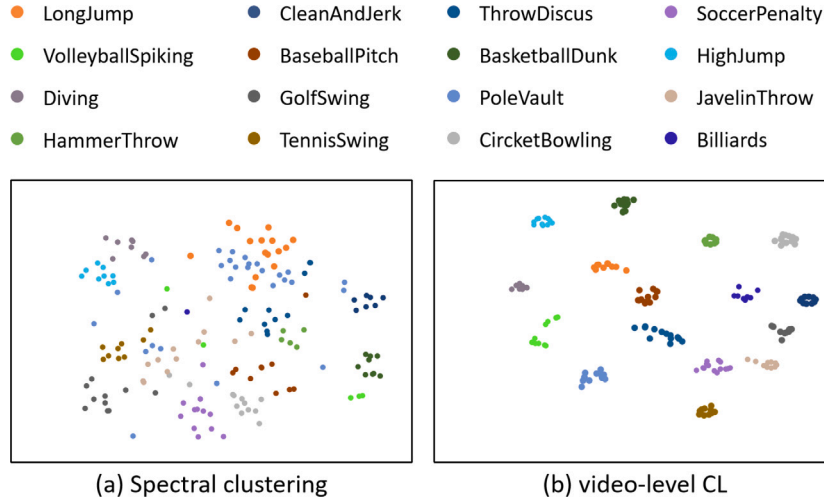 LongJump CleanAndJerk ThrowDiscus SoccerPenalty
VolleyballSpiking BaseballPitch BasketballDunk HighJump
Diving GolfSwing PoleVault JavelinThrow
HammerThrow TennisSwing CircketBowling Billiards
(a) Spectral clustering (b) video-level CL